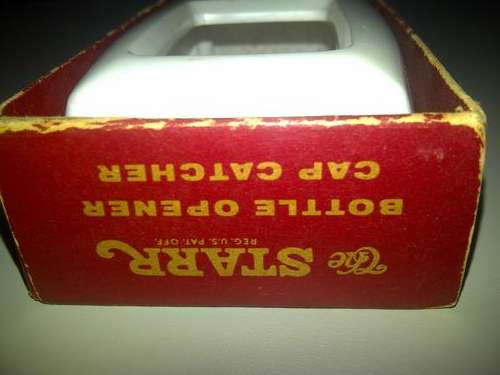 The STARR
REG. U.S. PAT. OFF.
BOTTLE OPENER
CAP CATCHER